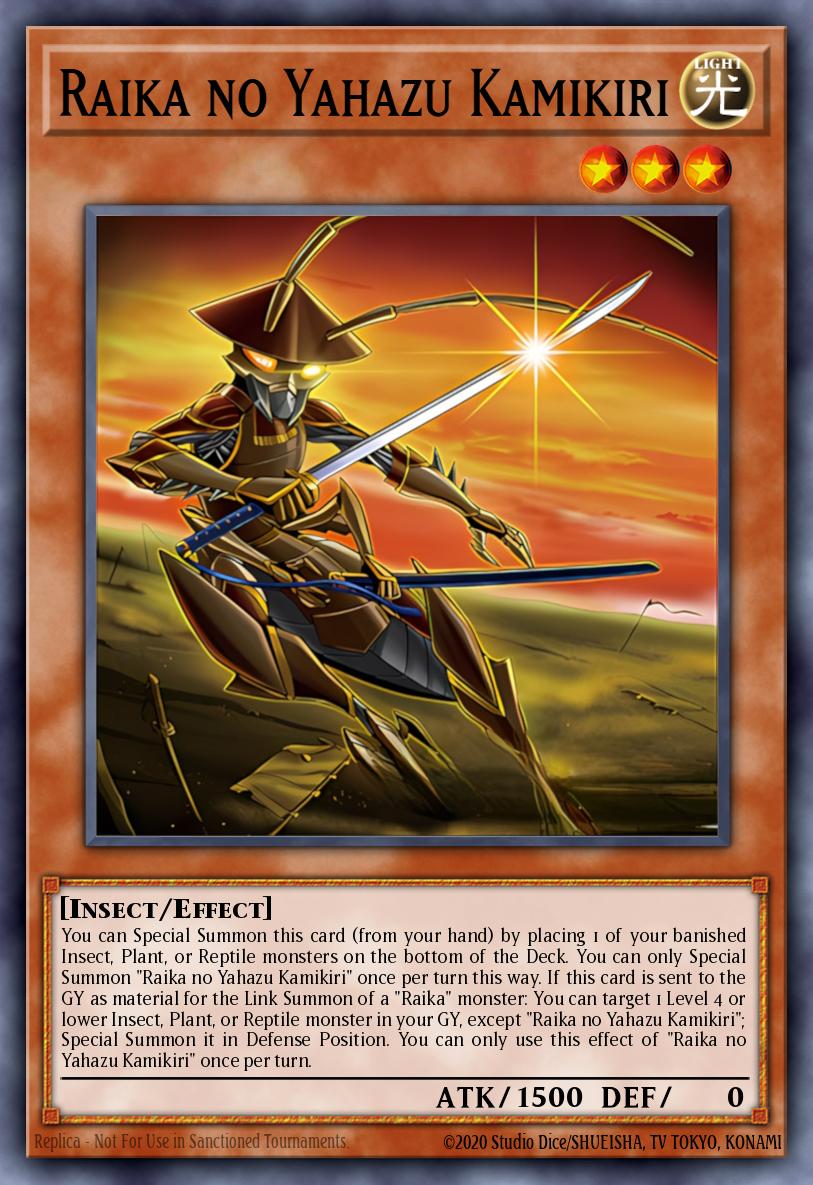 Raika no Yahazu Kamikiri
LIGHT
光
[Insect/Effect]
You can Special Summon this card (from your hand) by placing 1 of your banished
Insect, Plant, or Reptile monsters on the bottom of the Deck. You can only Special
Summon "Raika no Yahazu Kamikiri" once per turn this way. If this card is sent to the
GY as material for the Link Summon of a "Raika" monster: You can target 1 Level 4 or
lower Insect, Plant, or Reptile monster in your GY, except "Raika no Yahazu Kamikiri";
Special Summon it in Defense Position. You can only use this effect of "Raika no
Yahazu Kamikiri" once per turn.
ATK/1500 DEF/ 0
Replica - Not For Use in Sanctioned Tournaments.
©2020 Studio Dice/SHUEISHA, TV TOKYO, KONAMI